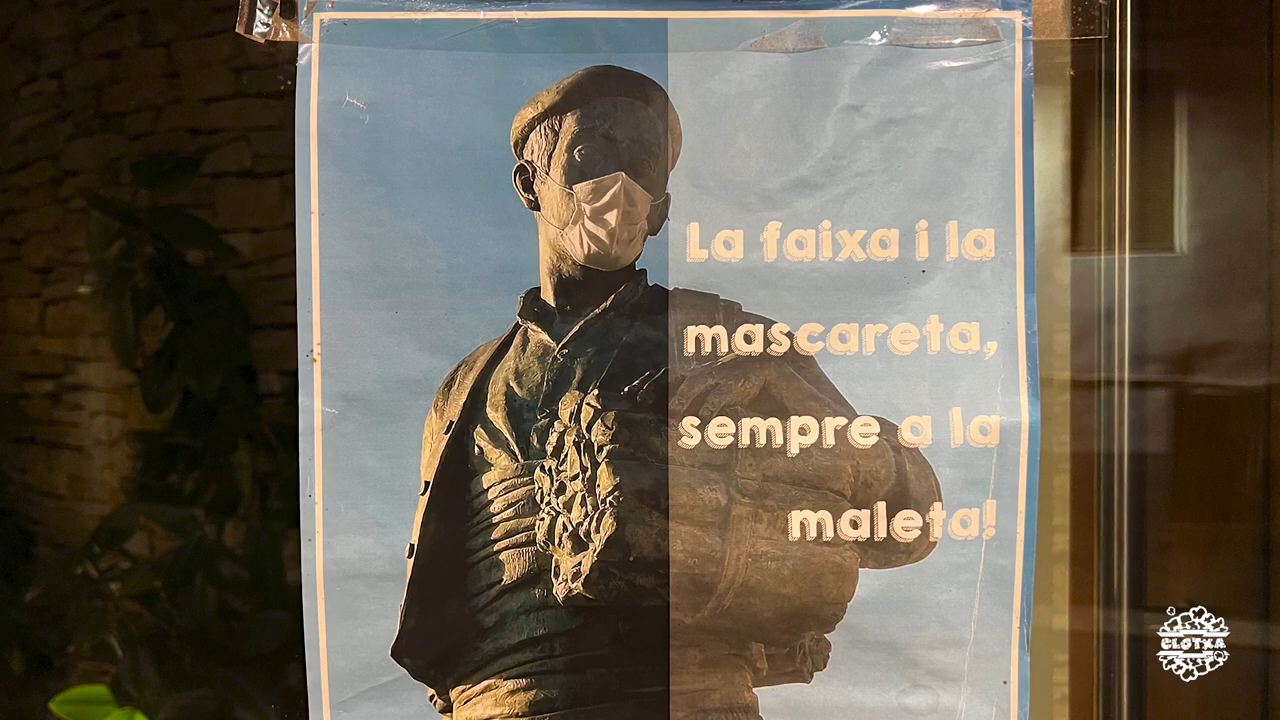 La faixa i la
mascareta,
sempre a la
maleta!
CLOTXA